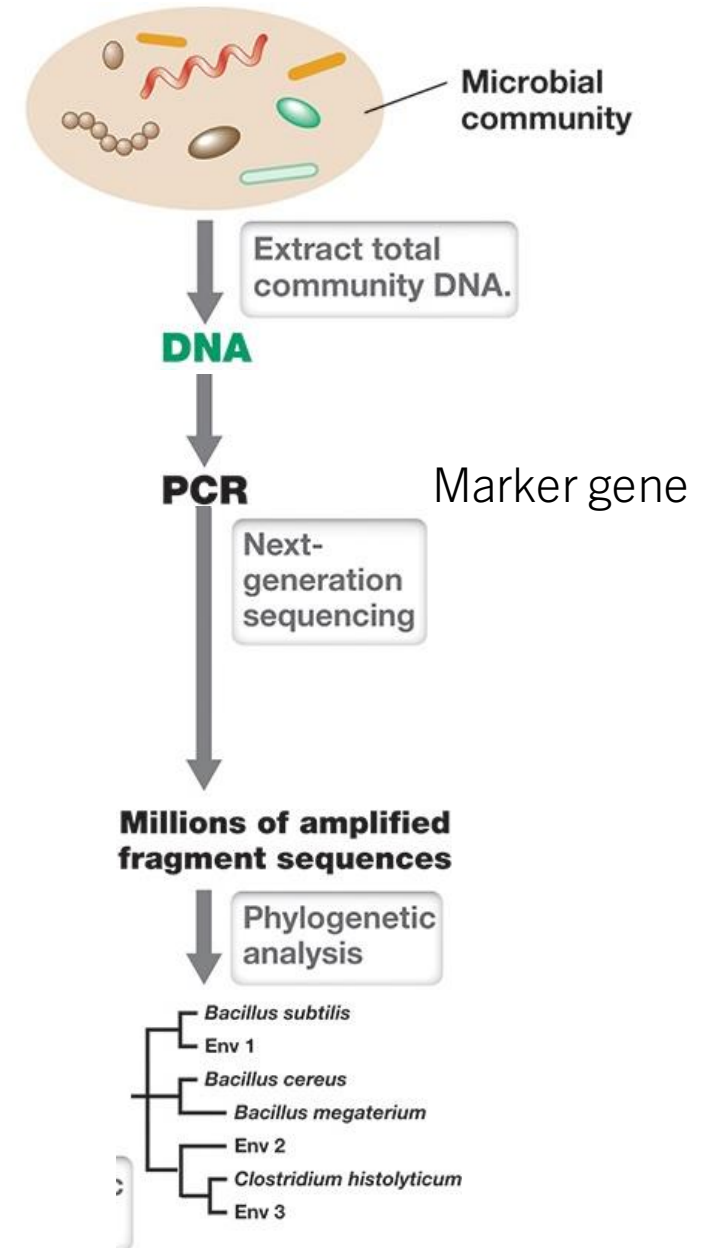 Microbial
community
Extract total
community DNA.
DNA
PCR
Marker gene
Next-
generation
sequencing
Millions of amplified
fragment sequences
Phylogenetic
analysis
Bacillus subtilis
Env 1
Bacillus cereus
Bacillus megaterium
Env 2
Clostridium histolyticum
Env 3